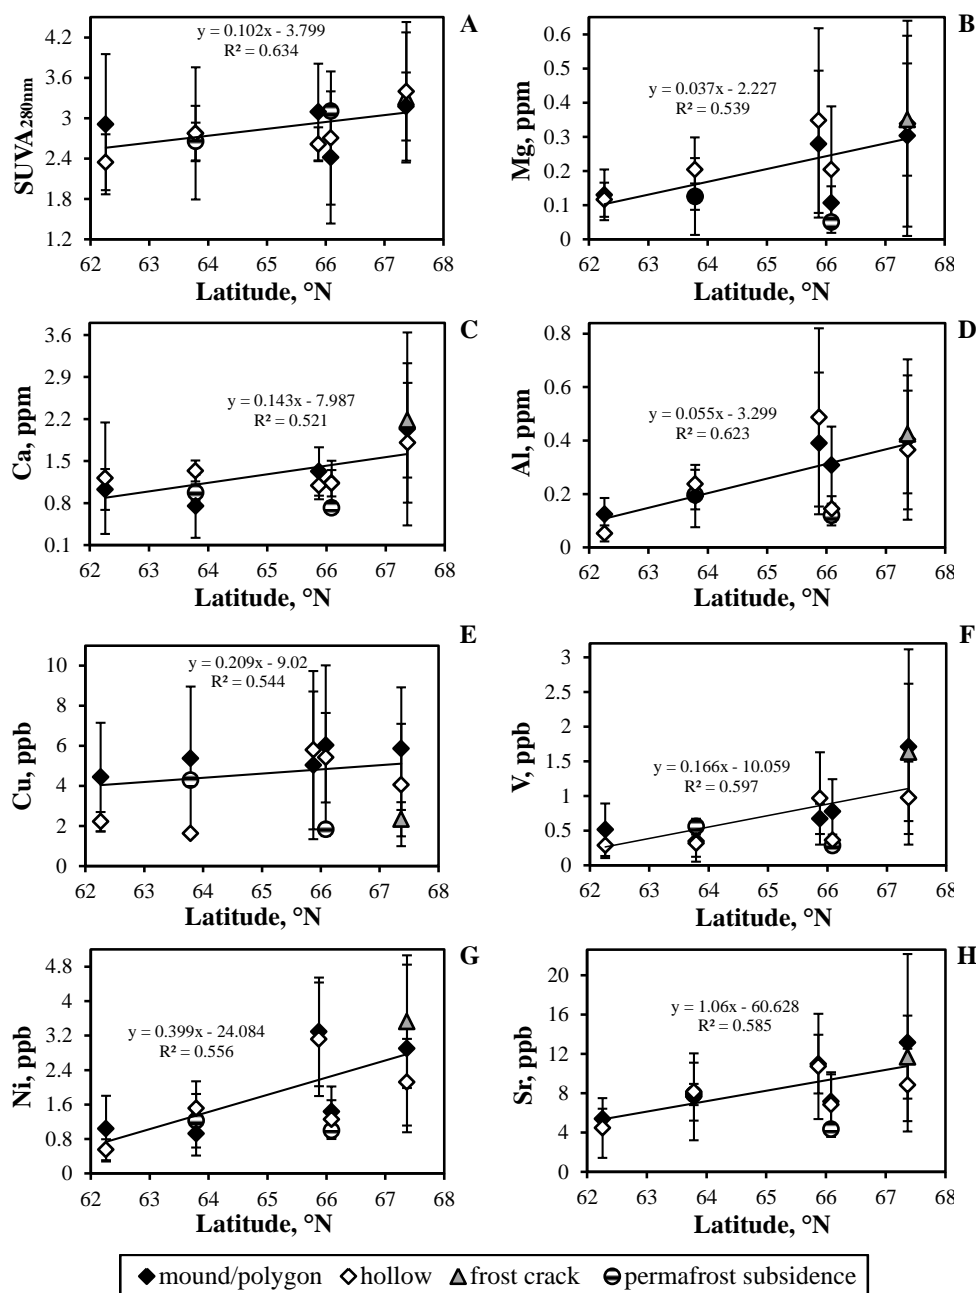 A
y = 0.102x - 3.799
R² = 0.634
SUVA280nm
4.2
3.6
3
2.4
1.8
1.2
62 63 64 65 66 67 68
Latitude, °N
B
y = 0.037x - 2.227
R² = 0.539
Mg, ppm
0.6
0.5
0.4
0.3
0.2
0.1
0
62 63 64 65 66 67 68
Latitude, °N
C
y = 0.143x - 7.987
R² = 0.521
Ca, ppm
3.6
2.9
2.2
1.5
0.8
0.1
62 63 64 65 66 67 68
Latitude, °N
D
y = 0.055x - 3.299
R² = 0.623
Al, ppm
0.8
0.6
0.4
0.2
0
62 63 64 65 66 67 68
Latitude, °N
E
y = 0.209x - 9.02
R² = 0.544
Cu, ppb
10
8
6
4
2
0
62 63 64 65 66 67 68
Latitude, °N
F
y = 0.166x - 10.059
R² = 0.597
V, ppb
3
2.5
2
1.5
1
0.5
0
62 63 64 65 66 67 68
Latitude, °N
G
y = 0.399x - 24.084
R² = 0.556
Ni, ppb
4.8
4
3.2
2.4
1.6
0.8
0
62 63 64 65 66 67 68
Latitude, °N
H
y = 1.06x - 60.628
R² = 0.585
Sr, ppb
20
16
12
8
4
0
62 63 64 65 66 67 68
Latitude, °N
mound/polygon hollow frost crack permafrost subsidence